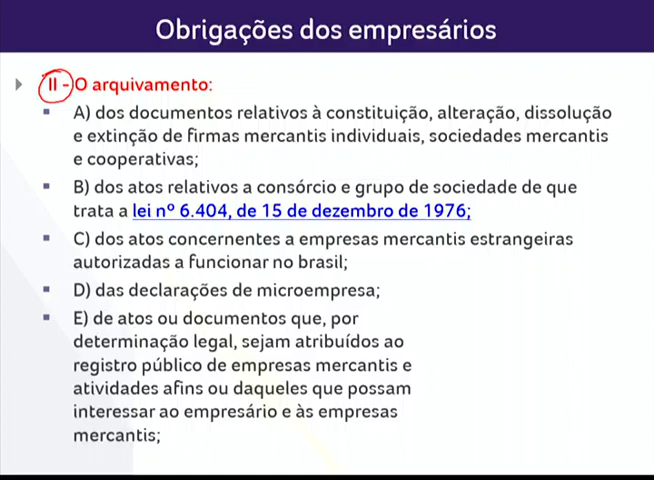 Obrigações dos empresários
II - O arquivamento:
A) dos documentos relativos à constituição, alteração, dissolução
e extinção de firmas mercantis individuais, sociedades mercantis
e cooperativas;
B) dos atos relativos a consórcio e grupo de sociedade de que
trata a lei nº 6.404, de 15 de dezembro de 1976;
C) dos atos concernentes a empresas mercantis estrangeiras
autorizadas a funcionar no brasil;
D) das declarações de microempresa;
E) de atos ou documentos que, por
determinação legal, sejam atribuídos ao
registro público de empresas mercantis e
atividades afins ou daqueles que possam
interessar ao empresário e às empresas
mercantis;